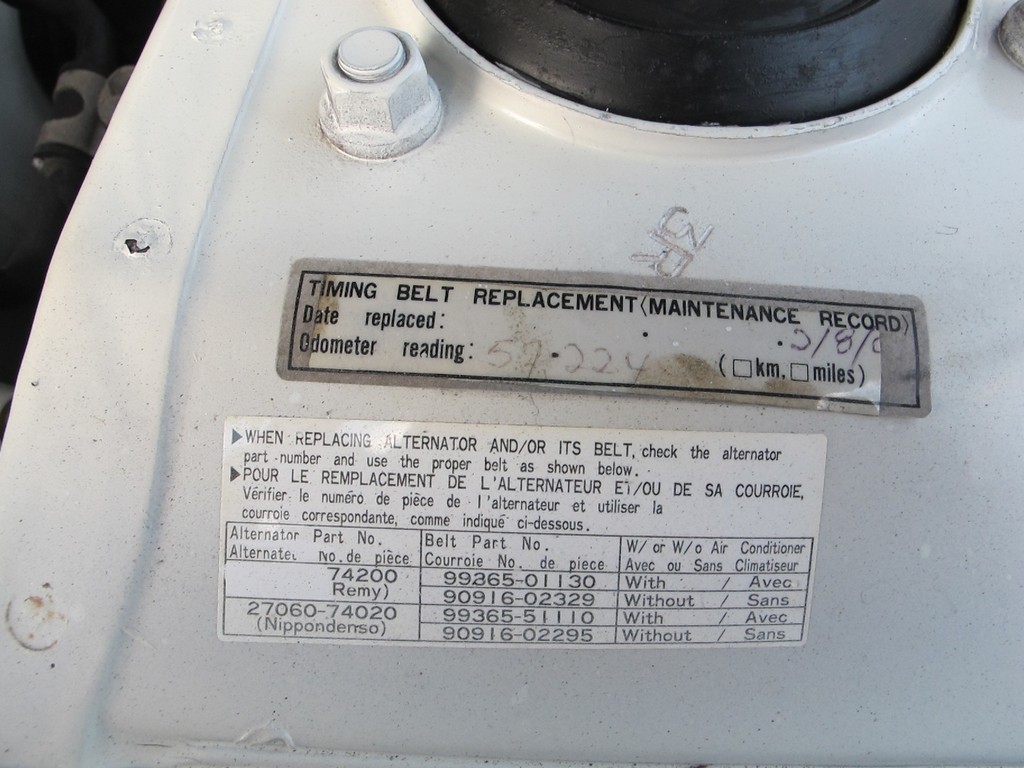 TIMING BELT REPLACEMENT (MAINTENANCE RECORD)
Date replaced:
Odometer reading: 57.224 (□km, □miles)
▶WHEN REPLACING ALTERNATOR AND/OR ITS BELT, check the alternator
part number and use the proper belt as shown below.
▶POUR LE REMPLACEMENT DE L'ALTERNATEUR ET/OU DE SA COURROIE,
Vérifier le numéro de pièce de l'alternateur et utiliser la
courroie correspondante, comme indiqué ci-dessous.
Alternator Part No. Belt Part No. W/ or W/o Air Conditioner
No. de pièce Courroie No. de piece Avec ou Sans Climatiseur
74200 99365-01130 With / Avec
Remy) 90916-02329 Without / Sans
27060-74020 99365-51110 With / Avec
(Nippondenso) 90916-02295 Without / Sans